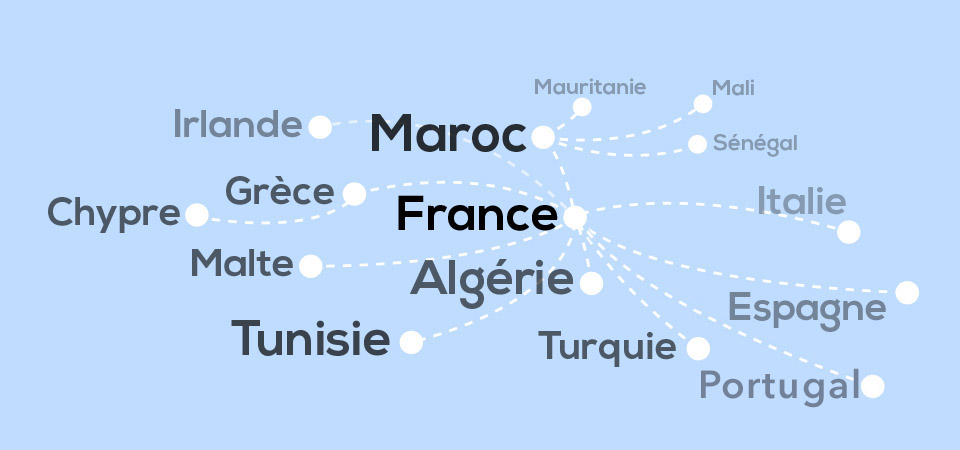 Mauritanie
Mali
Irlande
Maroc
Sénégal
Grèce
Chypre
France
Italie
Malte
Algérie
Espagne
Tunisie
Turquie
Portugal